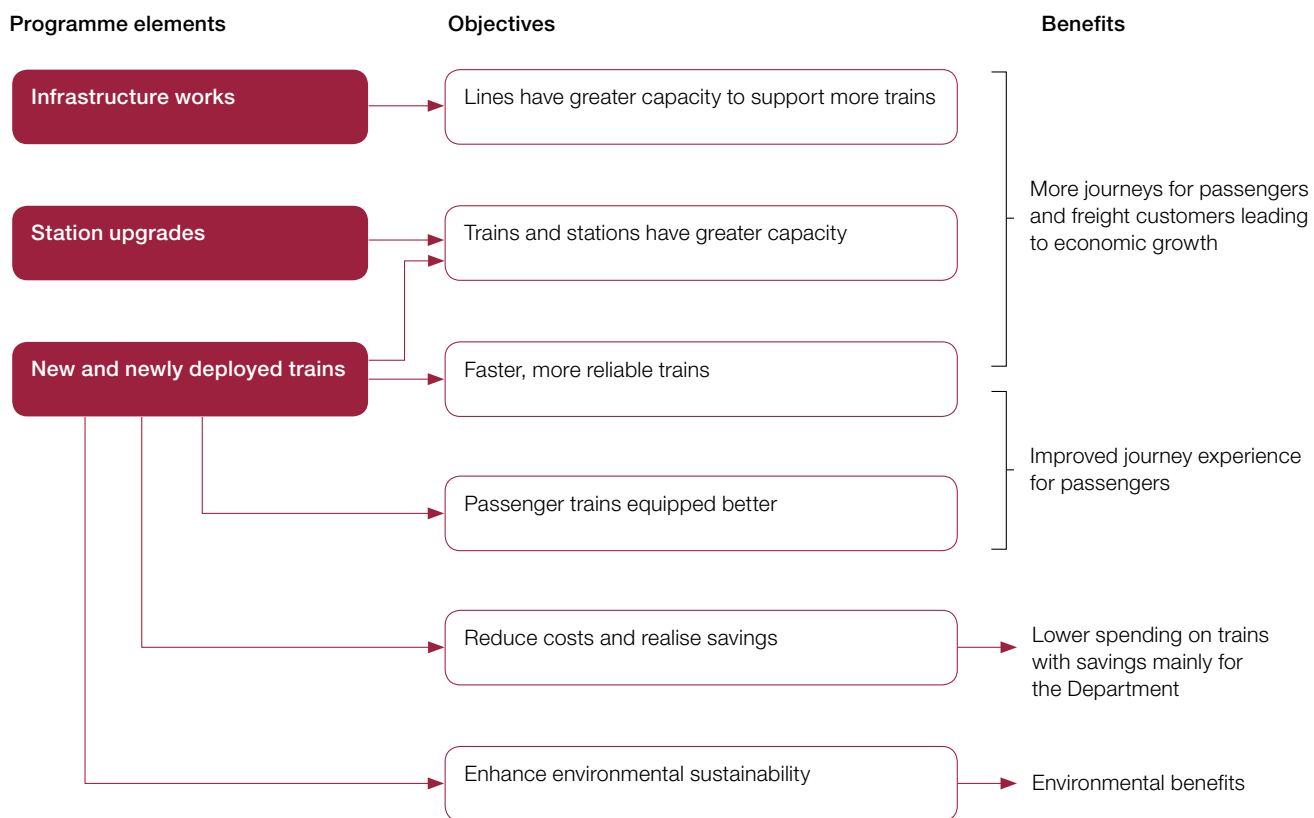 Programme elements
Objectives
Benefits
Infrastructure works
Lines have greater capacity to support more trains
Station upgrades
Trains and stations have greater capacity
More journeys for passengers
and freight customers leading
to economic growth
New and newly deployed trains
Faster, more reliable trains
Improved journey experience
for passengers
Passenger trains equipped better
Reduce costs and realise savings
Lower spending on trains
with savings mainly for
the Department
Enhance environmental sustainability
Environmental benefits